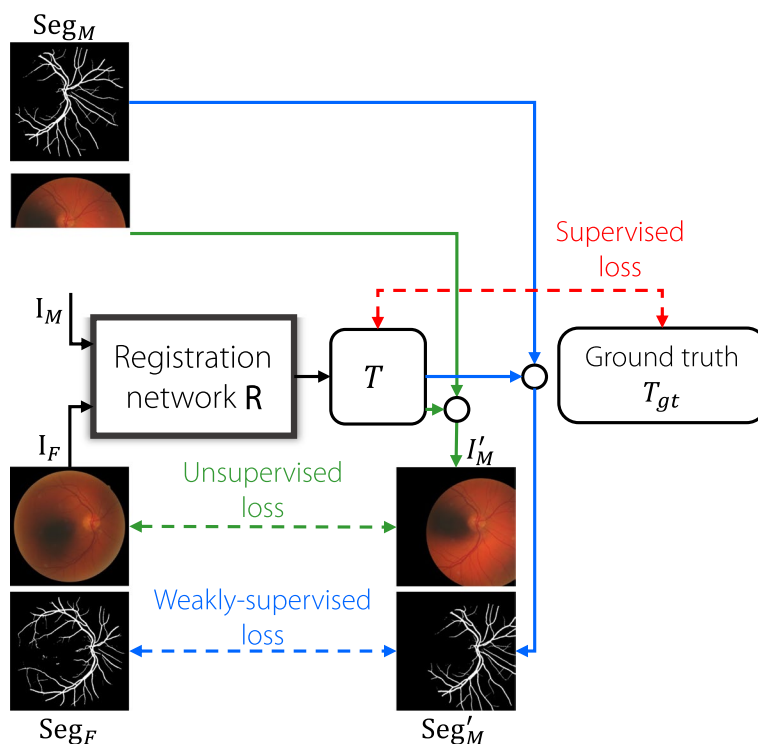 Seg_M
Supervised
loss
I_M
Registration
network R
T
Ground truth
T_gt
I_F
I′_M
Unsupervised
loss
Weakly-supervised
loss
Seg_F
Seg′_M